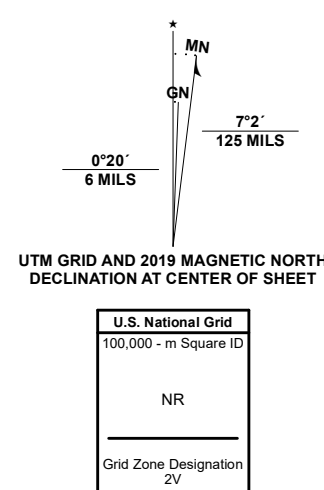 ★
MN
GN
7°2´
125 MILS
0°20´
6 MILS
UTM GRID AND 2019 MAGNETIC NORTH
DECLINATION AT CENTER OF SHEET
U.S. National Grid
100,000 - m Square ID
NR
Grid Zone Designation
2V